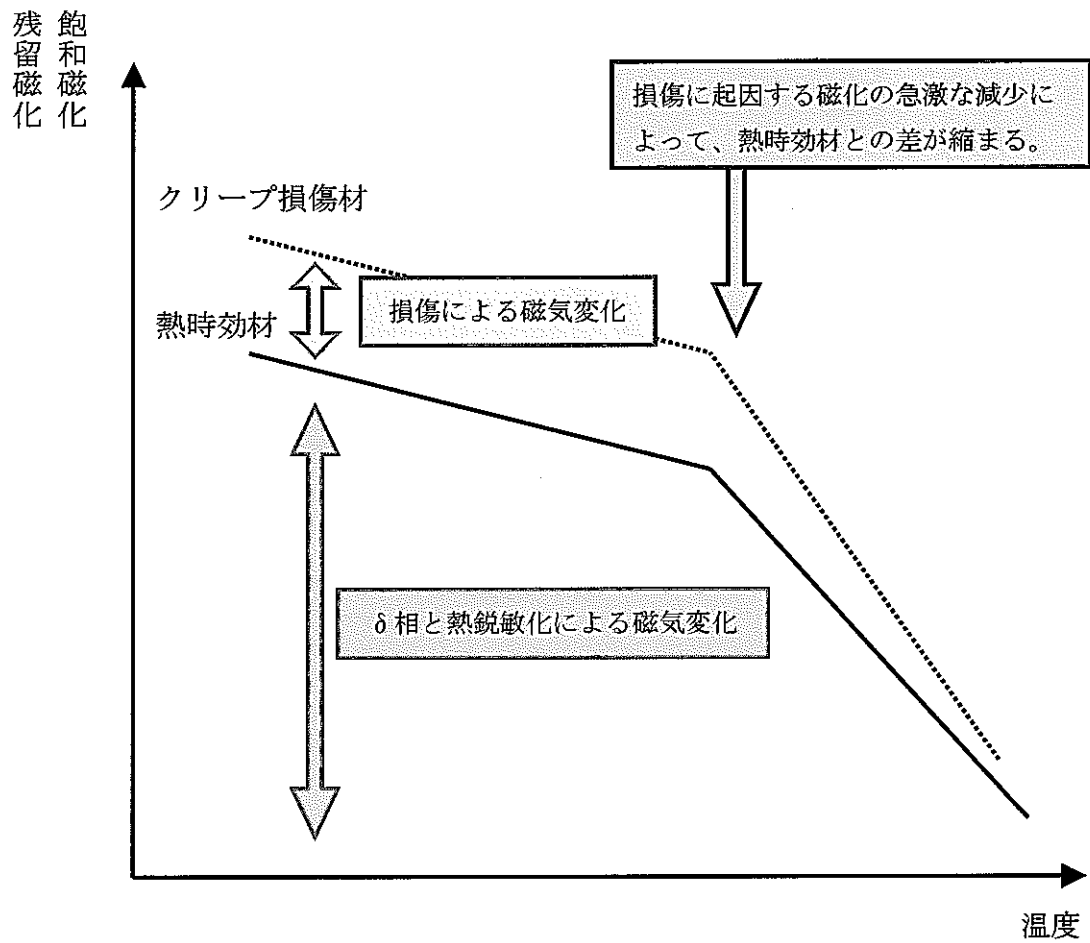 残留磁化
飽和磁化
損傷に起因する磁化の急激な減少に
よって、熱時効材との差が縮まる。
クリープ損傷材
損傷による磁気変化
熱時効材
δ相と熱鋭敏化による磁気変化
温度